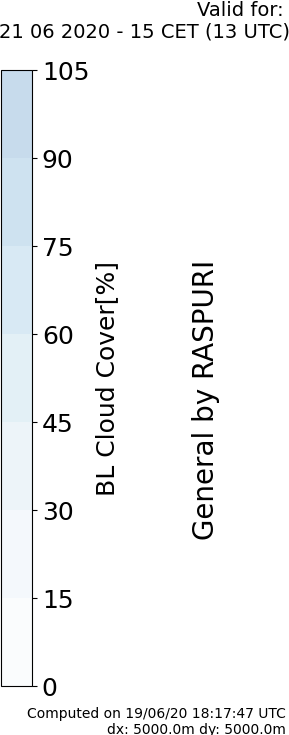 Valid for:
21 06 2020 - 15 CET (13 UTC)
105
90
75
60
45
30
15
0
BL Cloud Cover[%]
General by RASPURI
Computed on 19/06/20 18:17:47 UTC
dx: 5000.0m dy: 5000.0m